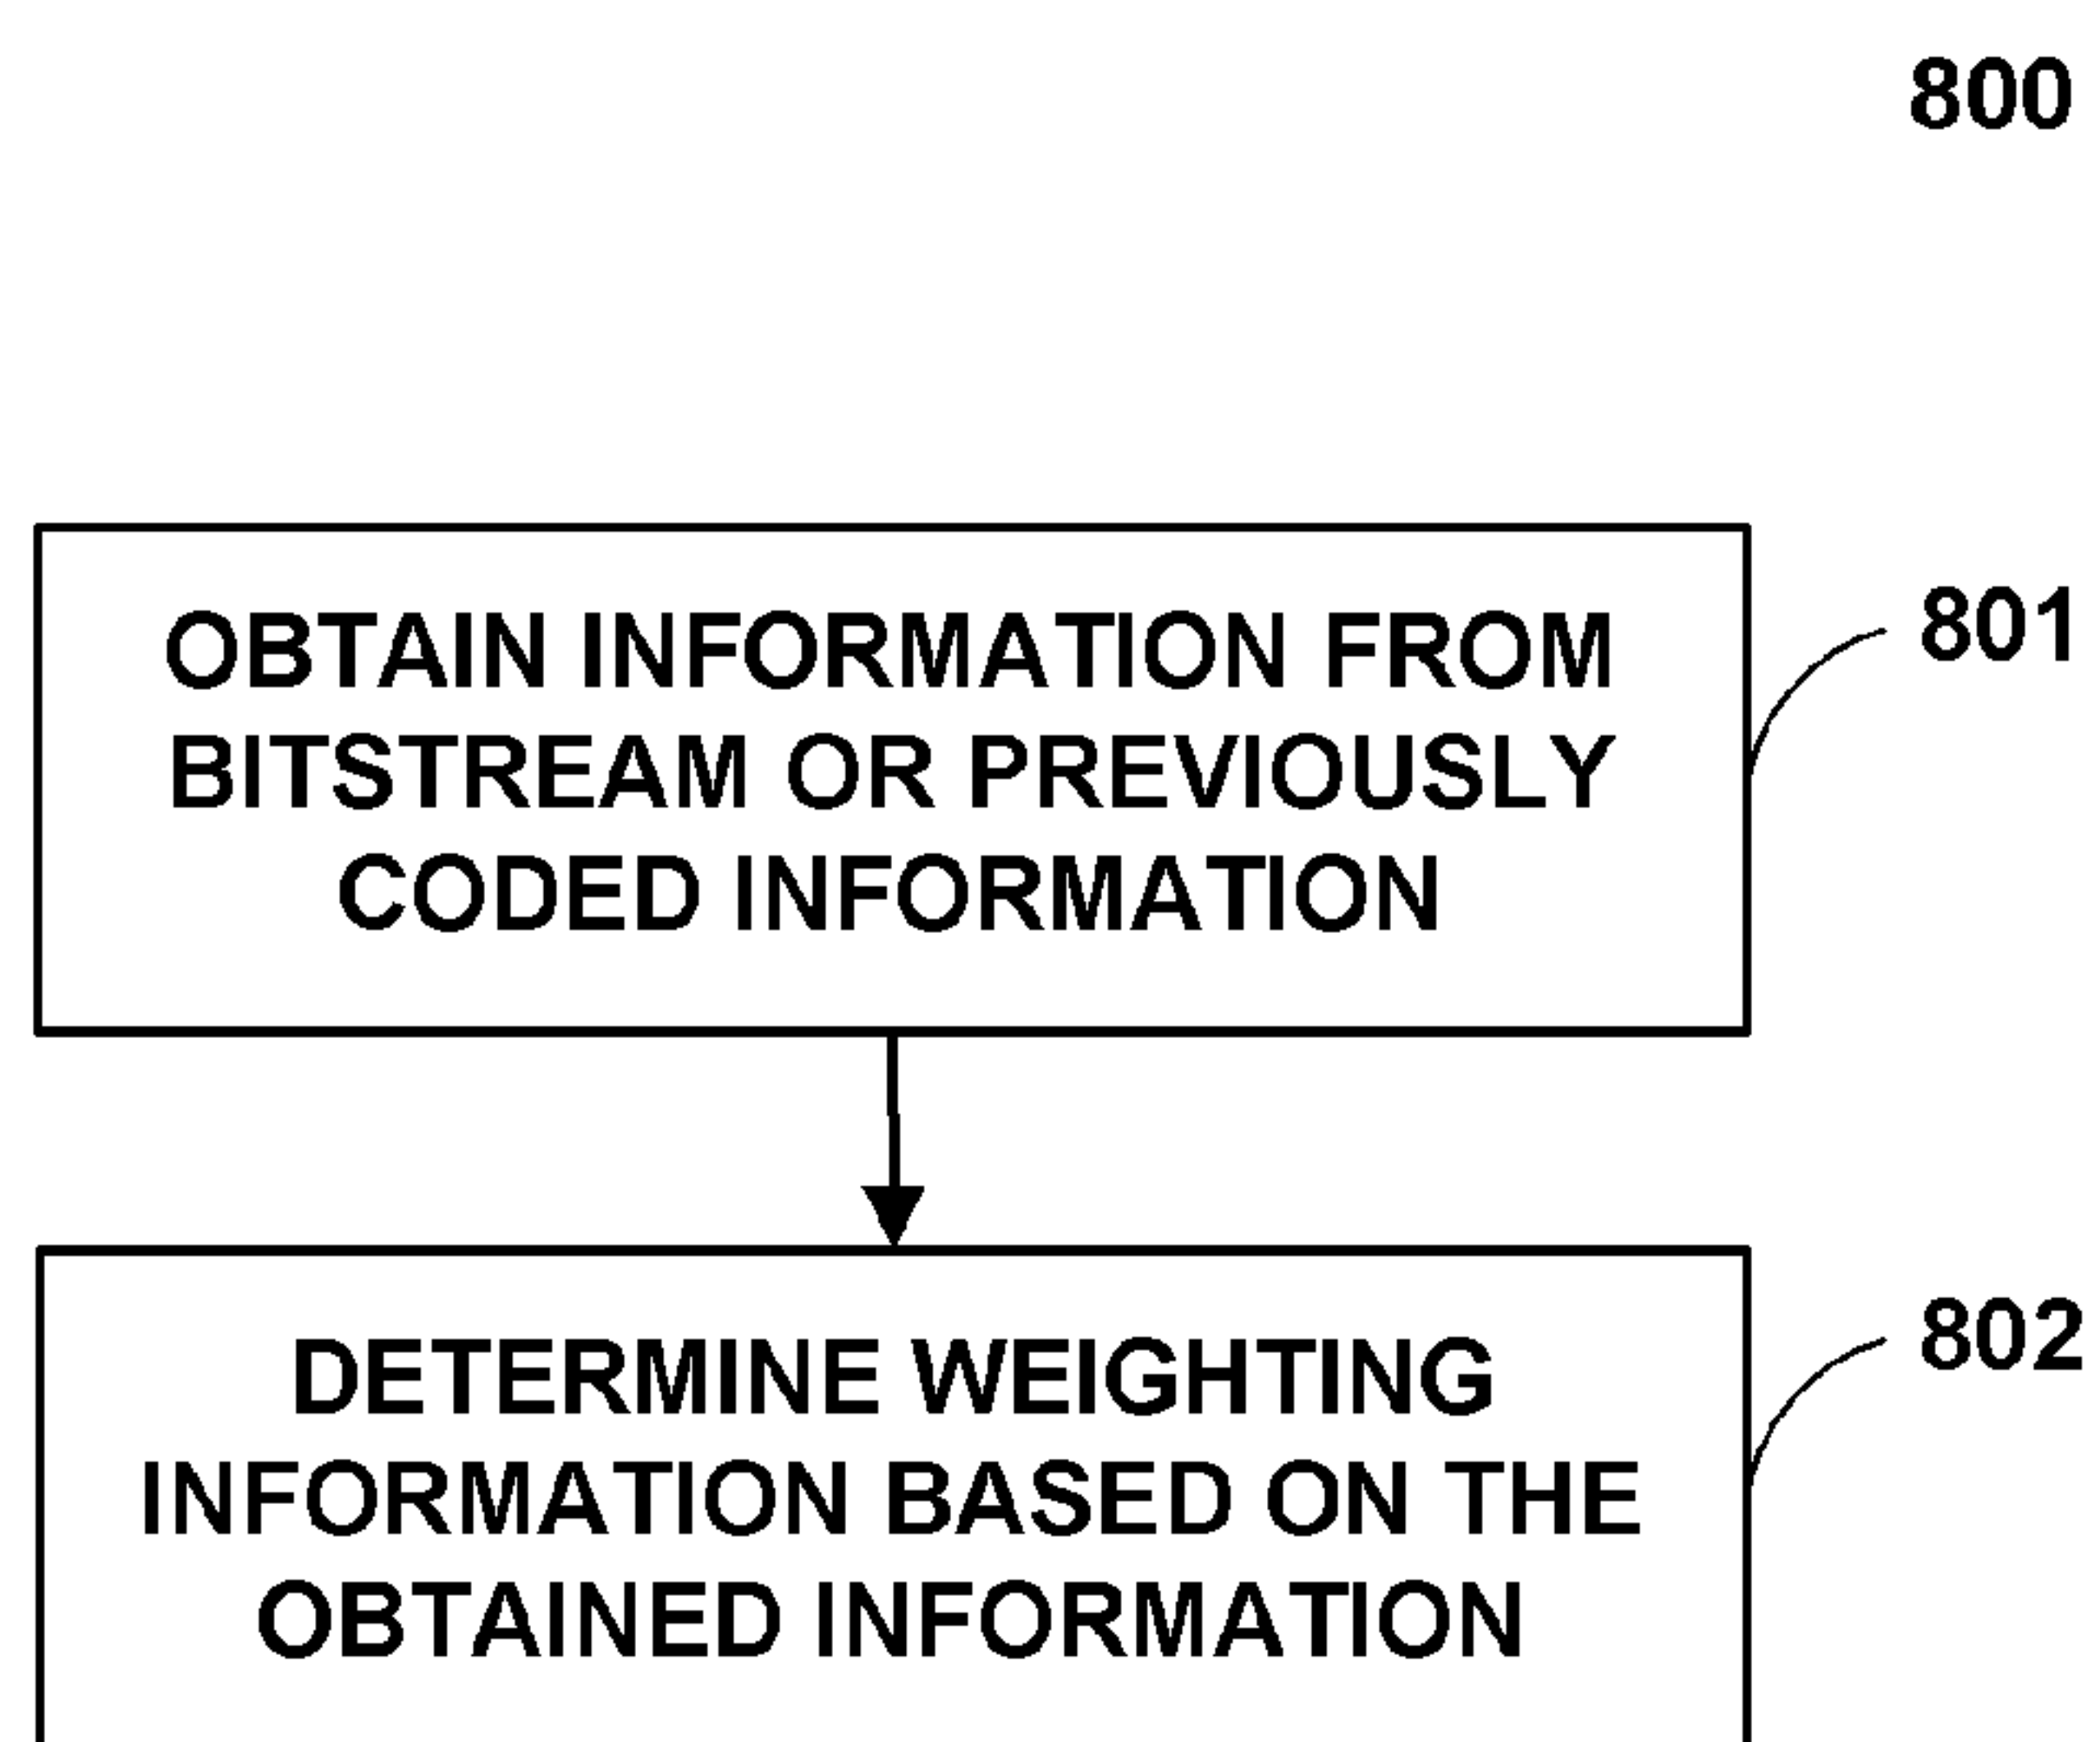 800
OBTAIN INFORMATION FROM
BITSTREAM OR PREVIOUSLY
CODED INFORMATION
801
DETERMINE WEIGHTING
INFORMATION BASED ON THE
OBTAINED INFORMATION
802